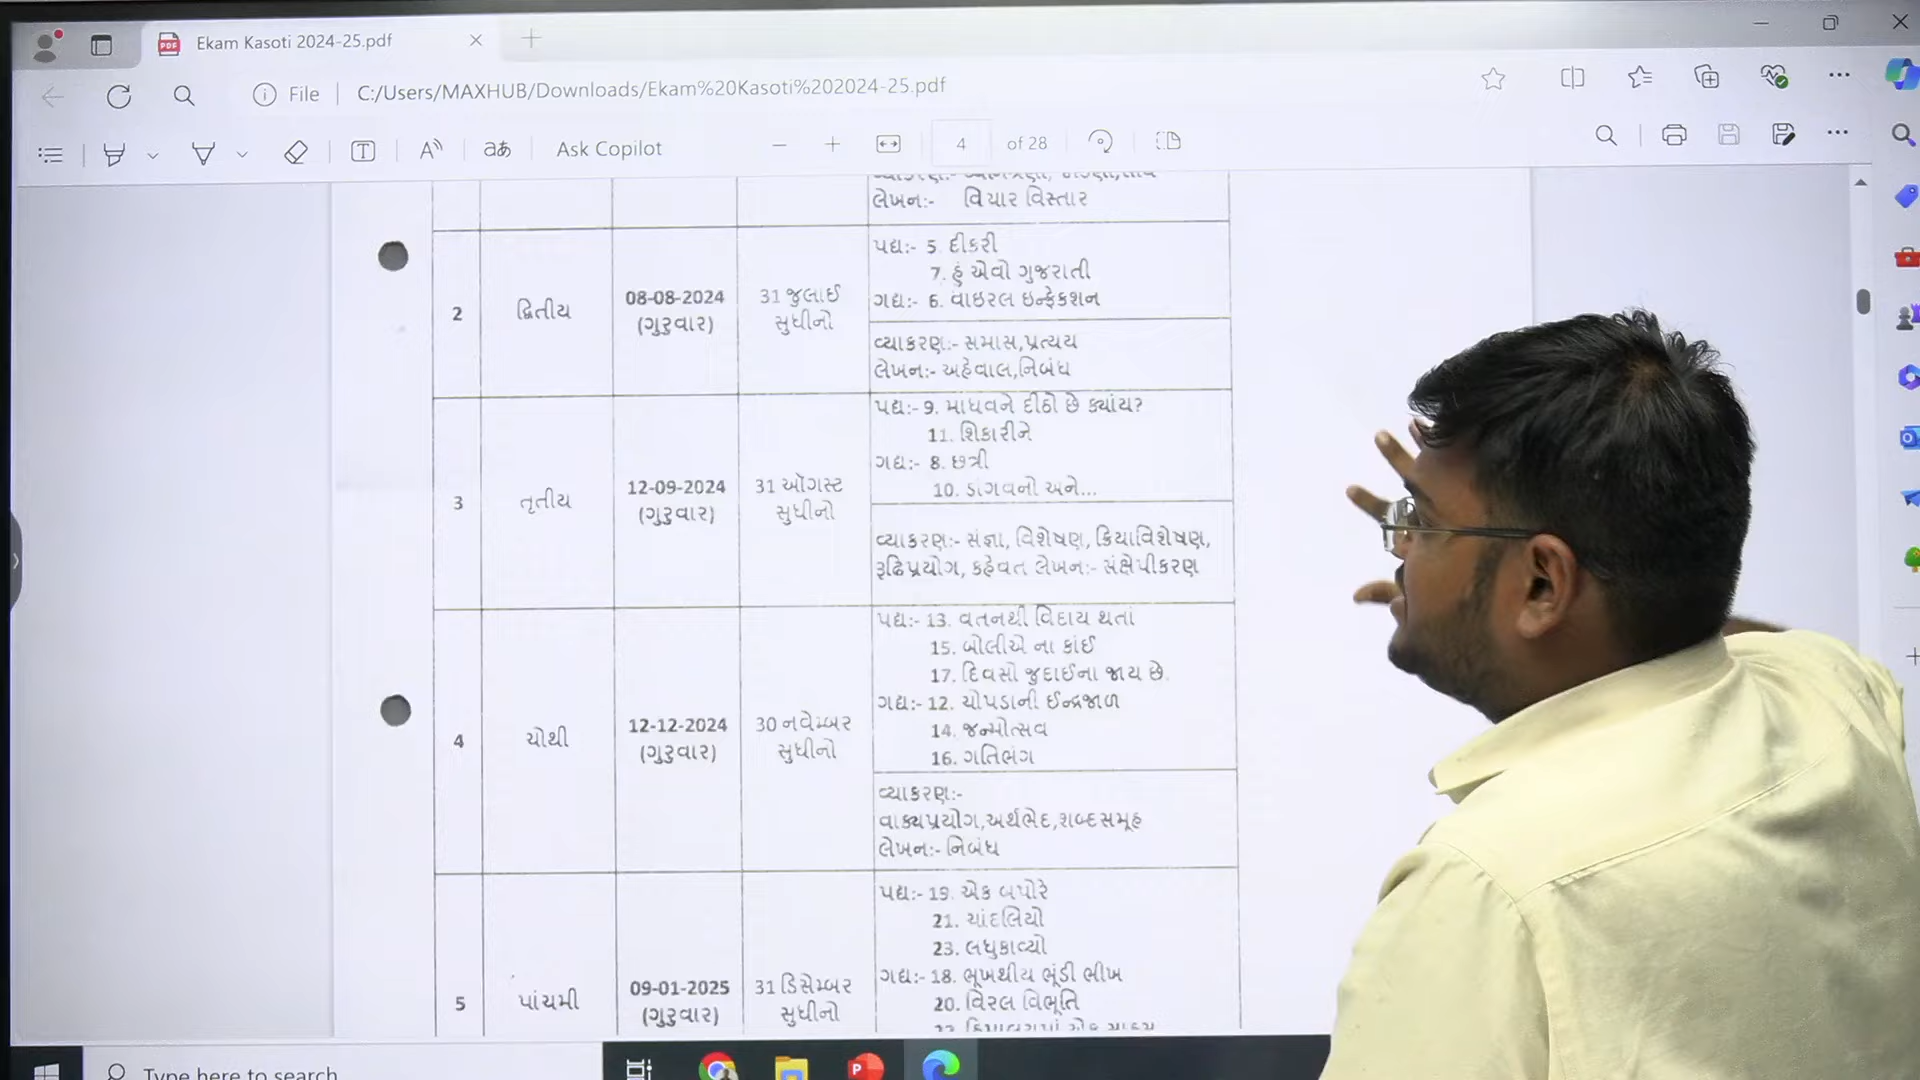 Ekam Kasoti 2024-25.pdf
File
C:/Users/MAXHUB/Downloads/Ekam%20Kasoti%202024-25.pdf
Ask Copilot
4 of 28
લેખન:- વિચાર વિસ્તાર
2
દ્વિતીય
08-08-2024
(ગુરુવાર)
31 જુલાઈ
સુધીનો
પદ્ય:- 5. દીકરી
7. હું એવો ગુજરાતી
ગદ્ય:- 6. વાઇરલ ઇન્ફેકશન
વ્યાકરણ:- સમાસ,પ્રત્યય
લેખન:- અહેવાલ,નિબંધ
3
તૃતીય
12-09-2024
(ગુરુવાર)
31 ઑગસ્ટ
સુધીનો
પદ્ય:- 9. માધવને દીઠો છે ક્યાંય?
11. શિકારીને
ગદ્ય:- 8. છત્રી
10. ડાંગવનો અને...
વ્યાકરણ:- સંજ્ઞા, વિશેષણ, ક્રિયાવિશેષણ,
રૂઢિપ્રયોગ, કહેવત લેખન:- સંક્ષેપીકરણ
4
ચોથી
12-12-2024
(ગુરુવાર)
30 નવેમ્બર
સુધીનો
પદ્ય:- 13. વતનથી વિદાય થતાં
15. બોલીએ ના કાંઈ
17. દિવસો જુદાઈના જાય છે.
ગદ્ય:- 12. ચોપડાની ઈન્દ્રજાળ
14. જન્મોત્સવ
16. ગતિભંગ
વ્યાકરણ:-
વાક્યપ્રયોગ,અર્થભેદ,શબ્દસમૂહ
લેખન:- નિબંધ
5
પાંચમી
09-01-2025
(ગુરુવાર)
31 ડિસેમ્બર
સુધીનો
પદ્ય:- 19. એક બપોરે
21. ચાંદલિયો
23. લઘુકાવ્યો
ગદ્ય:- 18. ભૂખથીય ભૂંડી ભીખ
20. વિરલ વિભૂતિ
Type here to search